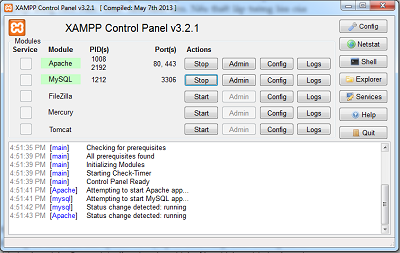 XAMPP Control Panel v3.2.1 [ Compiled: May 7th 2013 ]
XAMPP Control Panel v3.2.1
Config
Modules
Service Module PID(s) Port(s) Actions
Netstat
Apache 1008 2192 80, 443 Stop Admin Config Logs
Shell
MySQL 1212 3306 Stop Admin Config Logs
Explorer
FileZilla Start Admin Config Logs
Services
Mercury Start Admin Config Logs
Help
Tomcat Start Admin Config Logs
Quit
4:51:35 PM [main] Checking for prerequisites
4:51:39 PM [main] All prerequisites found
4:51:39 PM [main] Initializing Modules
4:51:39 PM [main] Starting Check-Timer
4:51:39 PM [main] Control Panel Ready
4:51:41 PM [Apache] Attempting to start Apache app...
4:51:41 PM [mysql] Attempting to start MySQL app...
4:51:42 PM [mysql] Status change detected: running
4:51:43 PM [Apache] Status change detected: running